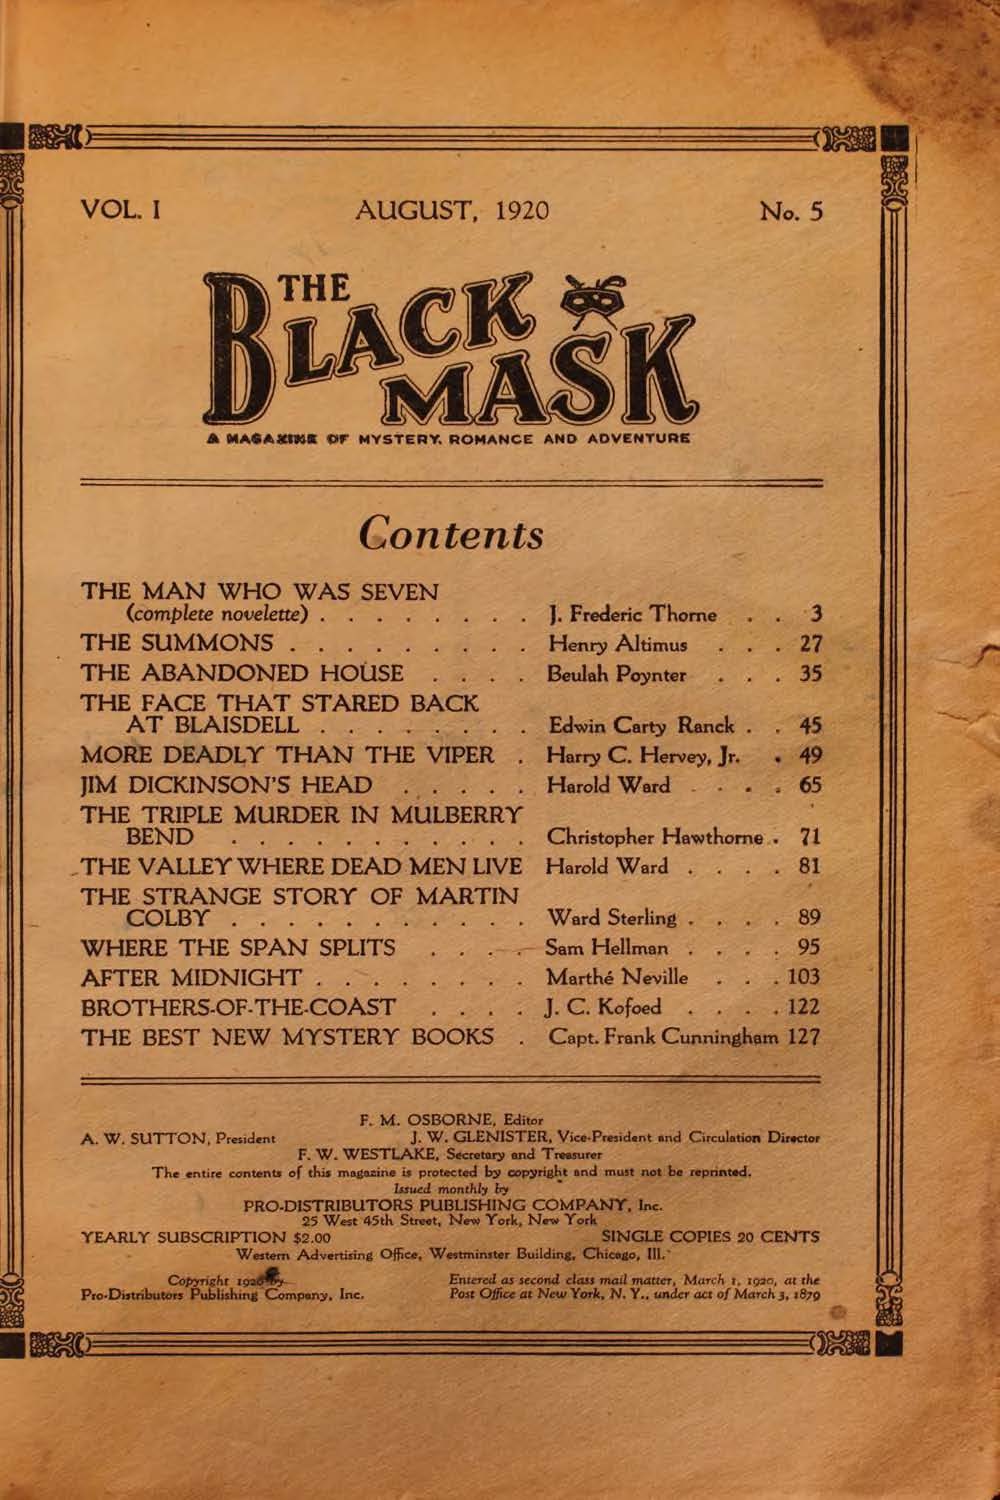 VOL. I AUGUST, 1920 No. 5
THE
BLACK
MASK
A MAGAZINE OF MYSTERY, ROMANCE AND ADVENTURE
Contents
THE MAN WHO WAS SEVEN
(complete novelette) . . . . . . . . J. Frederic Thorne . . 3
THE SUMMONS . . . . . . . . . Henry Altimus . . . 27
THE ABANDONED HOUSE . . . . Beulah Poynter . . . 35
THE FACE THAT STARED BACK
AT BLAISDELL . . . . . . . . Edwin Carty Ranck . . 45
MORE DEADLY THAN THE VIPER . Harry C. Hervey, Jr. . 49
JIM DICKINSON'S HEAD . . . . . Harold Ward . . . . 65
THE TRIPLE MURDER IN MULBERRY
BEND . . . . . . . . . . . Christopher Hawthorne . . 71
THE VALLEY WHERE DEAD MEN LIVE Harold Ward . . . . 81
THE STRANGE STORY OF MARTIN
COLBY . . . . . . . . . . . Ward Sterling . . . . 89
WHERE THE SPAN SPLITS . . . . Sam Hellman . . . . 95
AFTER MIDNIGHT . . . . . . . . Marthé Neville . . . 103
BROTHERS-OF-THE-COAST . . . . J. C. Kofoed . . . . 122
THE BEST NEW MYSTERY BOOKS . Capt. Frank Cunningham 127
F. M. OSBORNE, Editor
A. W. SUTTON, President J. W. GLENISTER, Vice-President and Circulation Director
F. W. WESTLAKE, Secretary and Treasurer
The entire contents of this magazine is protected by copyright and must not be reprinted.
Issued monthly by
PRO-DISTRIBUTORS PUBLISHING COMPANY, Inc.
25 West 45th Street, New York, New York
YEARLY SUBSCRIPTION $2.00 SINGLE COPIES 20 CENTS
Western Advertising Office, Westminster Building, Chicago, Ill.
Copyright 1920 by Entered as second class mail matter, March 1, 1920, at the
Pro-Distributors Publishing Company, Inc. Post Office at New York, N. Y., under act of March 3, 1879